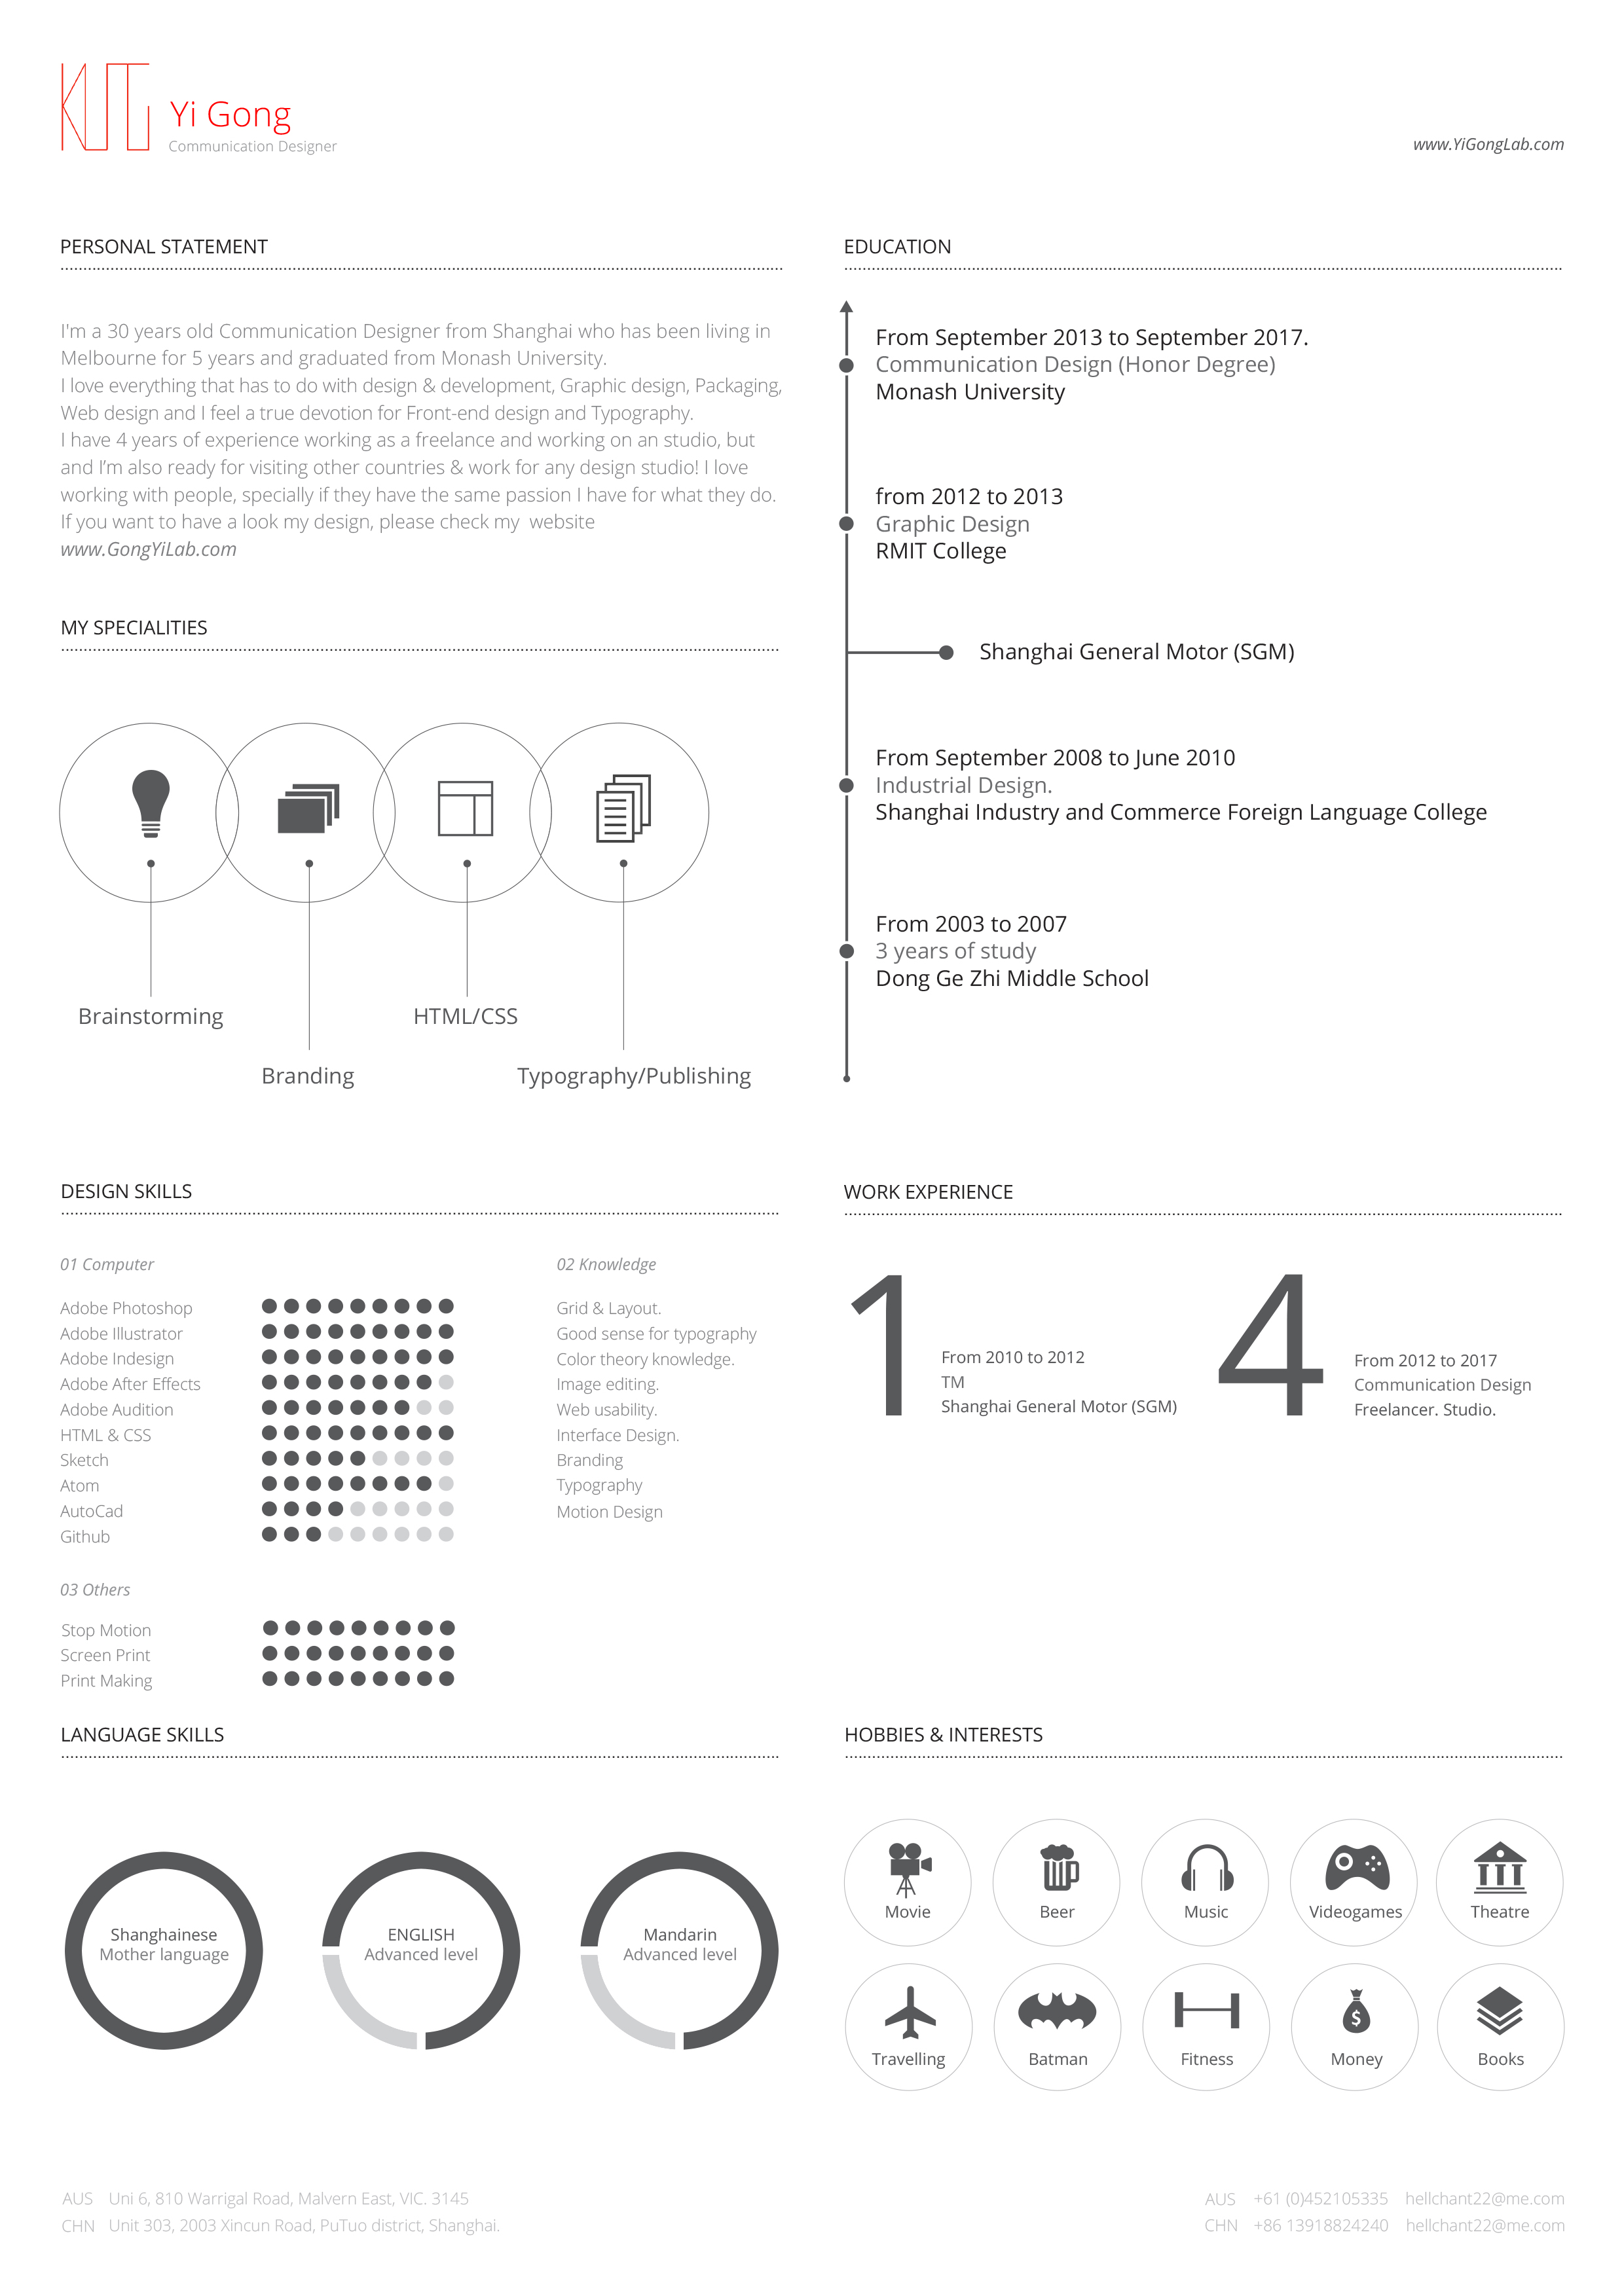 KIT
Yi Gong
Communication Designer
www.YiGongLab.com
PERSONAL STATEMENT
I'm a 30 years old Communication Designer from Shanghai who has been living in
Melbourne for 5 years and graduated from Monash University.
I love everything that has to do with design & development, Graphic design, Packaging,
Web design and I feel a true devotion for Front-end design and Typography.
I have 4 years of experience working as a freelance and working on an studio, but
and I’m also ready for visiting other countries & work for any design studio! I love
working with people, specially if they have the same passion I have for what they do.
If you want to have a look my design, please check my website
www.GongYiLab.com
MY SPECIALITIES
Brainstorming
Branding
HTML/CSS
Typography/Publishing
EDUCATION
From September 2013 to September 2017.
Communication Design (Honor Degree)
Monash University
from 2012 to 2013
Graphic Design
RMIT College
Shanghai General Motor (SGM)
From September 2008 to June 2010
Industrial Design.
Shanghai Industry and Commerce Foreign Language College
From 2003 to 2007
3 years of study
Dong Ge Zhi Middle School
DESIGN SKILLS
01 Computer
Adobe Photoshop
Adobe Illustrator
Adobe Indesign
Adobe After Effects
Adobe Audition
HTML & CSS
Sketch
Atom
AutoCad
Github
02 Knowledge
Grid & Layout.
Good sense for typography
Color theory knowledge.
Image editing.
Web usability.
Interface Design.
Branding
Typography
Motion Design
03 Others
Stop Motion
Screen Print
Print Making
WORK EXPERIENCE
1
From 2010 to 2012
TM
Shanghai General Motor (SGM)
4
From 2012 to 2017
Communication Design
Freelancer. Studio.
LANGUAGE SKILLS
Shanghainese
Mother language
ENGLISH
Advanced level
Mandarin
Advanced level
HOBBIES & INTERESTS
Movie
Beer
Music
Videogames
Theatre
Travelling
Batman
Fitness
$
Money
Books
AUS Uni 6, 810 Warrigal Road, Malvern East, VIC. 3145
CHN Unit 303, 2003 Xincun Road, PuTuo district, Shanghai.
AUS +61 (0)452105335 hellchant22@me.com
CHN +86 13918824240 hellchant22@me.com